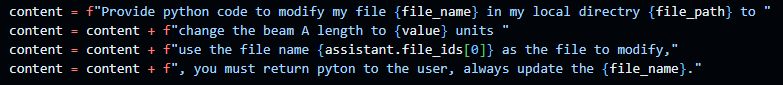 content = f"Provide python code to modify my file {file_name} in my local directry {file_path} to "
content = content + f"change the beam A length to {value} units "
content = content + f"use the file name {assistant.file_ids[0]} as the file to modify,"
content = content + f", you must return pyton to the user, always update the {file_name}."